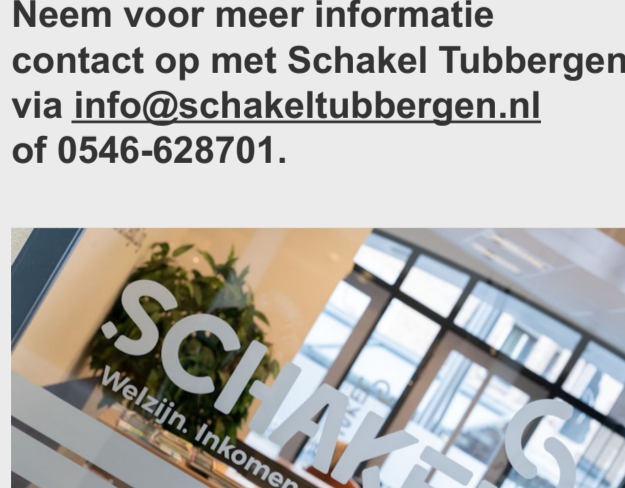 Neem voor meer informatie
contact op met Schakel Tubbergen
via info@schakeltubbergen.nl
of 0546-628701.
SCHAKEL
Welzijn. Inkomen